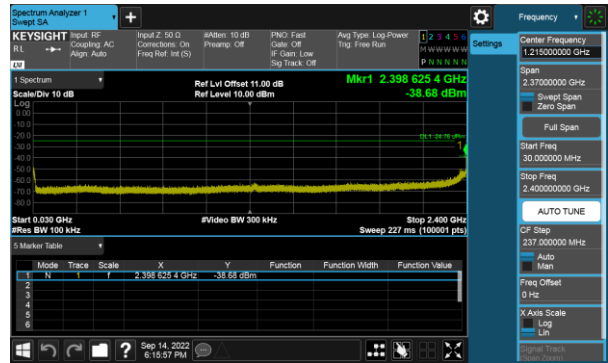 Spectrum Analyzer 1
Swept SA
+
Frequency
KEYSIGHT
RL
Input: RF
Coupling: AC
Align: Auto
Input Z: 50 Ω
Corrections: On
Freq Ref: Int (S)
#Atten: 10 dB
Preamp: Off
PNO: Fast
Gate: Off
IF Gain: Low
Sig Track: Off
Avg Type: Log-Power
Trig: Free Run
1 2 3 4 5 6
M W W W W W
P N N N N N
LXI
1 Spectrum
Scale/Div 10 dB
Ref Lvl Offset 11.00 dB
Ref Level 10.00 dBm
Mkr1 2.398 625 4 GHz
-38.68 dBm
Log
0.00
-10.0
-20.0
-30.0
-40.0
-50.0
-60.0
-70.0
-80.0
DL1 -24.76 dBm
1
Start 0.030 GHz
#Res BW 100 kHz
#Video BW 300 kHz
Stop 2.400 GHz
Sweep 227 ms (100001 pts)
5 Marker Table
Mode Trace Scale X Y Function Function Width Function Value
1 N 1 f 2.398 625 4 GHz -38.68 dBm
2
3
4
5
6
Settings
Center Frequency
1.215000000 GHz
Span
2.37000000 GHz
Swept Span
Zero Span
Full Span
Start Freq
30.000000 MHz
Stop Freq
2.400000000 GHz
AUTO TUNE
CF Step
237.000000 MHz
Auto
Man
Freq Offset
0 Hz
X Axis Scale
Log
Lin
Signal Track
(Span Zoom)
?
Sep 14, 2022
6:15:57 PM